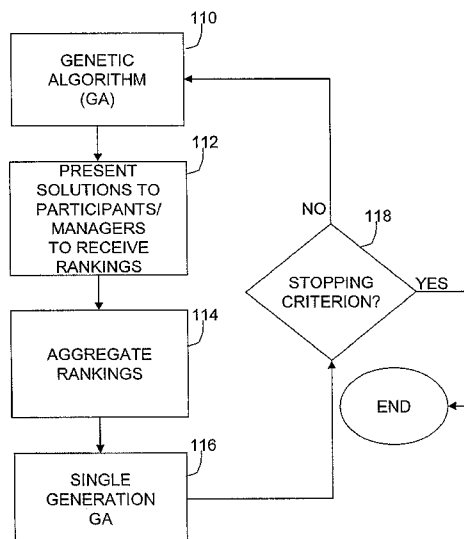 110
GENETIC
ALGORITHM
(GA)
112
PRESENT
SOLUTIONS TO
PARTICIPANTS/
MANAGERS
TO RECEIVE
RANKINGS
NO
118
STOPPING
CRITERION?
YES
114
AGGREGATE
RANKINGS
END
116
SINGLE
GENERATION
GA